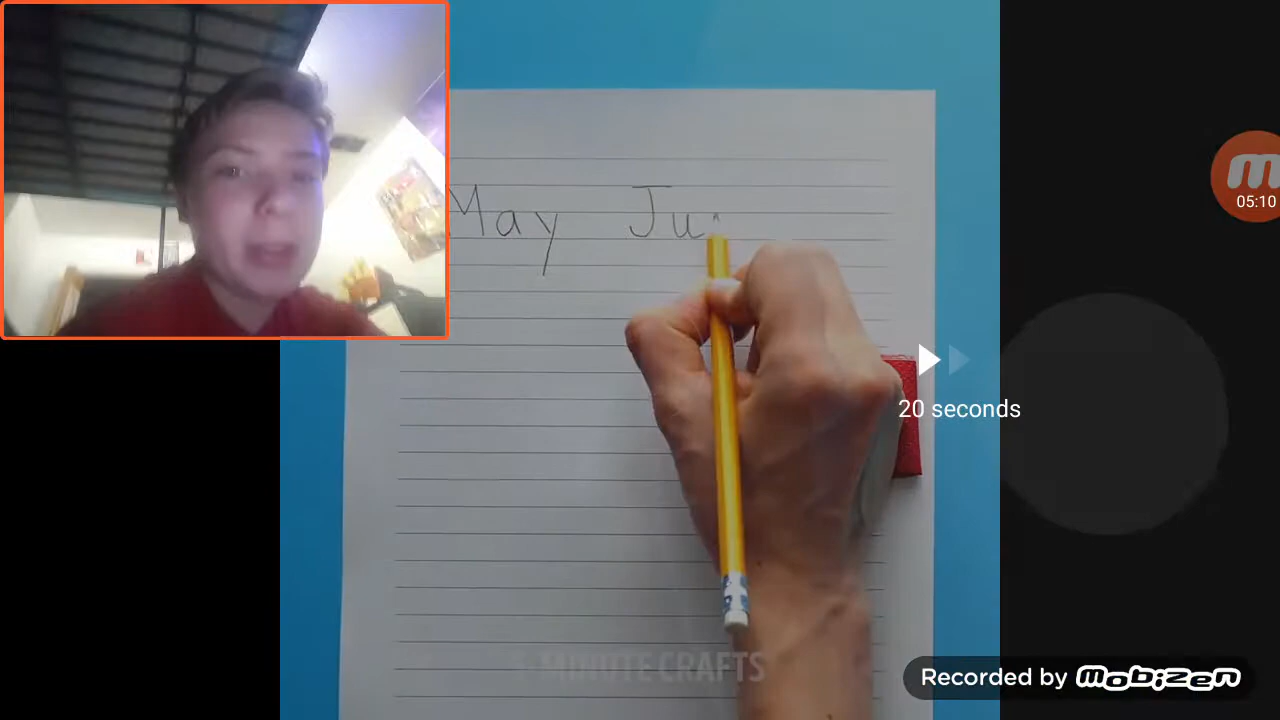 May Ju
05:10
20 seconds
5-MINUTE CRAFTS
Recorded by mobizen